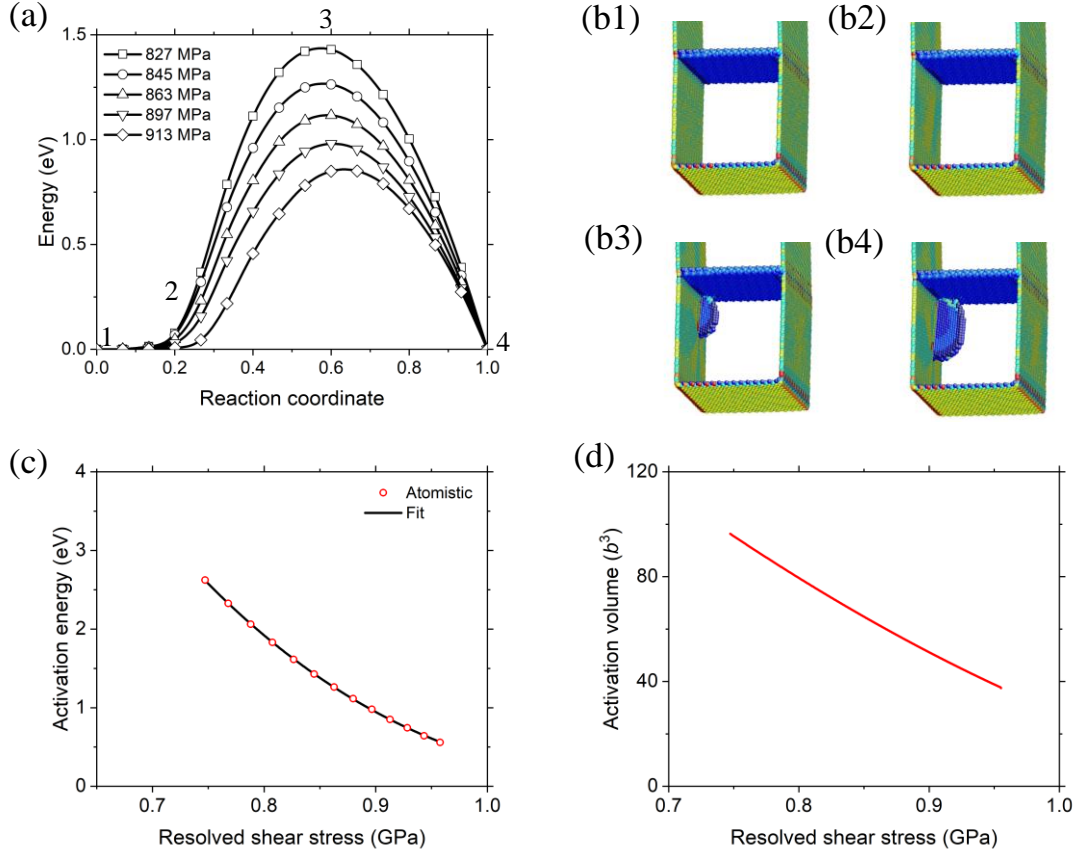 (a)
1.5
1.0
0.5
0.0
Energy (eV)
827 MPa
845 MPa
863 MPa
897 MPa
913 MPa
1
2
3
4
0.0 0.2 0.4 0.6 0.8 1.0
Reaction coordinate
(b1)
(b2)
(b3)
(b4)
(c)
4
3
2
1
0
Activation energy (eV)
Atomistic
Fit
0.7 0.8 0.9 1.0
Resolved shear stress (GPa)
(d)
120
80
40
0
Activation volume (b³)
0.7 0.8 0.9 1.0
Resolved shear stress (GPa)